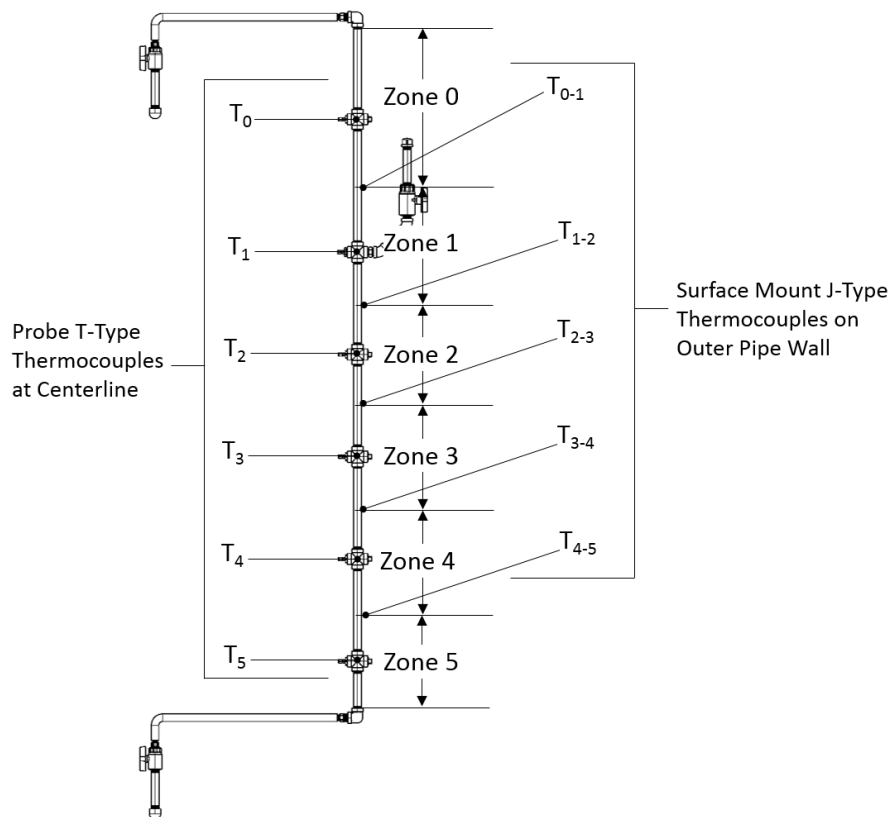 Zone 0
T0-1
T0
Zone 1
T1-2
T1
Surface Mount J-Type
Thermocouples on
Outer Pipe Wall
Probe T-Type
Thermocouples
at Centerline
T2
Zone 2
T2-3
T3
Zone 3
T3-4
T4
Zone 4
T4-5
T5
Zone 5